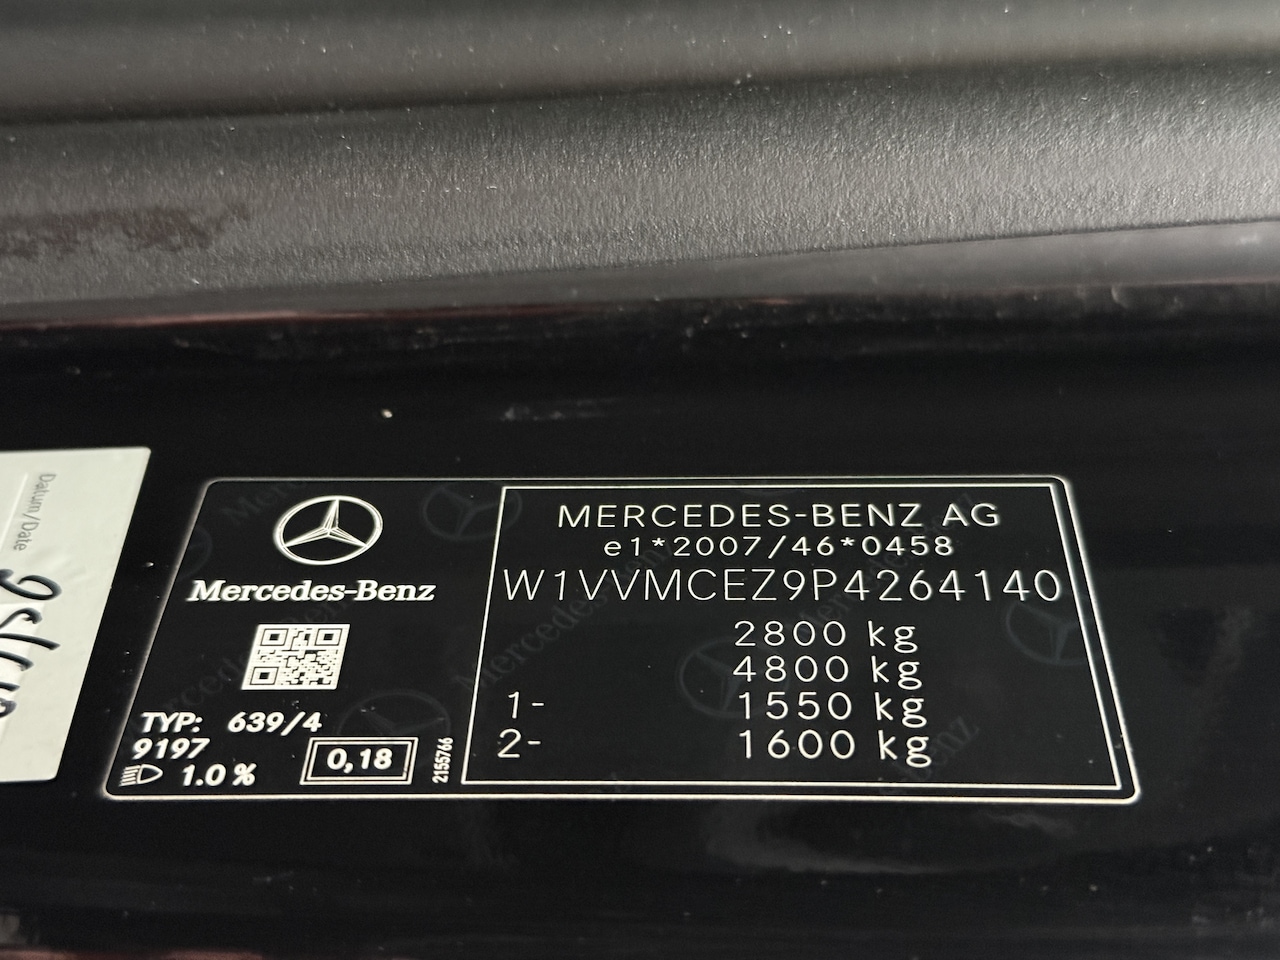 Datum/Date
Mercedes-Benz
TYP: 639/4
9197
1.0 %
0,18
2155766
MERCEDES-BENZ AG
e1*2007/46*0458
W1VVMCEZ9P4264140
2800 kg
4800 kg
1- 1550 kg
2- 1600 kg